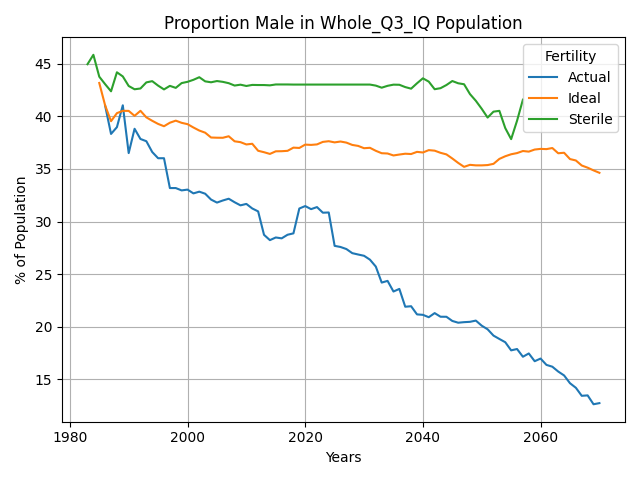 Proportion Male in Whole_Q3_IQ Population
% of Population
45
40
35
30
25
20
15
1980
2000
2020
2040
2060
Years
Fertility
Actual
Ideal
Sterile